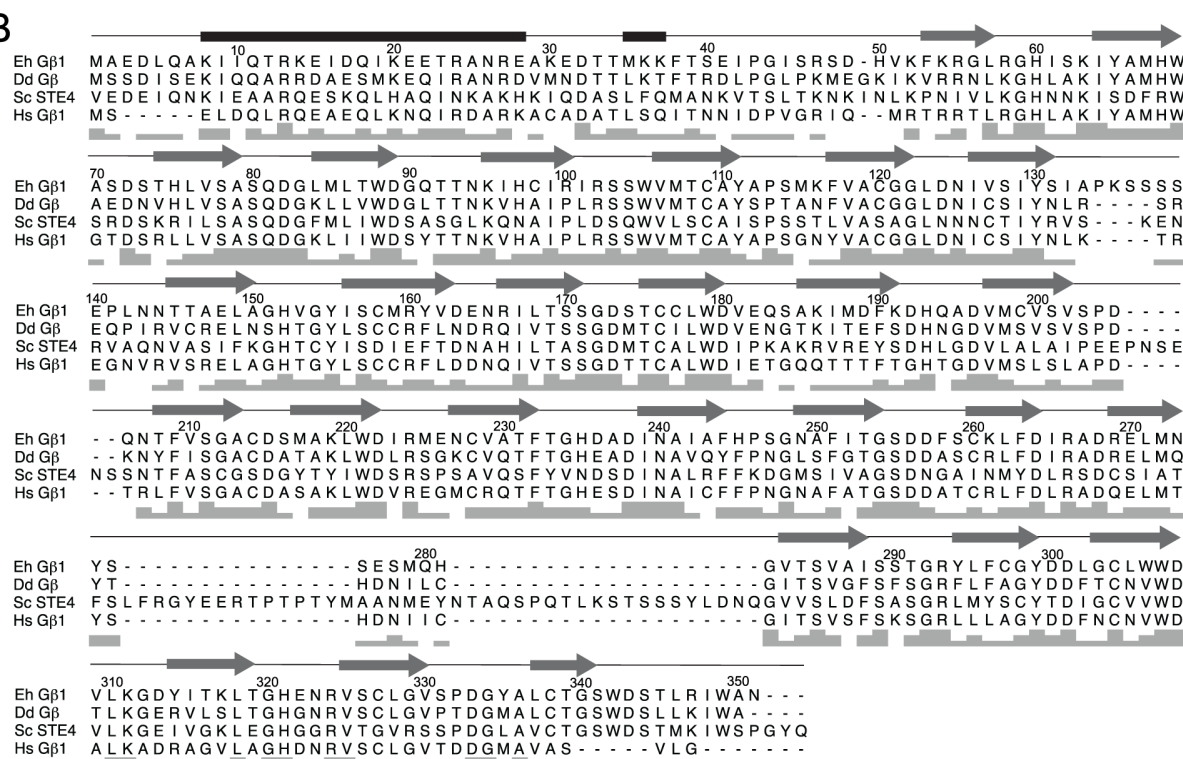 B
10 20 30 40 50 60
Eh Gβ1 MAEDLQAKIIQTRKEIDQIKEETRANREAKEDTTMKKFTSREIPGISRSD-HVKFKRGLRGHISKIYAMHW
Dd Gβ MSSDISEKIQQARRDAESMKEQIRANRDVMNDTTLKTFTRDLPGLPKMEGKIKVRRNLKGHLAKIYAMHW
Sc STE4 VEDEIQNKIEAARQESKQLHAQINKAKHKIQDASLFQMANKVTSLTKNKINLKPNIVLKGHNNKISDFRW
Hs Gβ1 MS-----ELDQLRQEAEQLKNQIRDARKACADATLSQITNNIDPVGRIQ--MRTRRTLRGHLAKIYAMHW
70 80 90 100 110 120 130
Eh Gβ1 ASDSTHLVSASQDGLMLTWDGQTTNKIHCIRIRSSWVMTCAYAPSMKFVACGGLDNIVSIYSIAPKSSSS
Dd Gβ AEDNVHLVSASQDGKLLVWDGLTTNKVHAIPLRSSWVMTCAYAPTANFVACGGLDNICSIYNLR----SR
Sc STE4 SRDSKRILSASQDGFMLIWDSASGLKQNAIPLDSQWVLSCAISPSSTLVASAGLNNNCTIYRVS---KEN
Hs Gβ1 GTDSRLLVSASQDGKLIIWDSYTTNKVHAIPLRSSWVMTCAYAPSGNYVACGGLDNICSIYNLK----TR
140 150 160 170 180 190 200
Eh Gβ1 EPLNNTTAELAGHVGYISCMRYVDENRILTSSGDSTCCLWDVEQSAKIMDFKDHQADVMCVSVSPD----
Dd Gβ EQPIRVCRELNSHTGYLSCCRFLNDRQIVTSSGDMTCILWDVENGTKITEFSDHNGDVMSVSVSPD----
Sc STE4 RVAQNVASIFKGHTCYISDIEFTDNAHILTASGDMTCALWDIPKAKRVREYSDHLGDVLALAIPEEPNSE
Hs Gβ1 EGNVRVSRELAGHTGYLSCCRFLDDNQIVTSSGDTTCALWDIETGQQTTTFTGHTGDVMSLSLAPD----
210 220 230 240 250 260 270
Eh Gβ1 --QNTFVSGACDSMAKLWDIRMENCVATFTGHDADINAIAFHPSGNAFITGSDDFSCKLFDIRADRELMN
Dd Gβ --KNYFISGACDATAKLWDLRSGKCVQTFTGHEADINAVQYFPNGLSFGTGSDDASCRLFDIRADRELMQ
Sc STE4 NSSNTFASCGSDGYTYIWDSRSPSAVQSFYVNDSDINALRFFKDGMSIVAGSDNGAINMYDLRSDCSIAT
Hs Gβ1 --TRLFVSGACDASAKLWDVREGMCRQTFTGHESDINAICFFPNGNAFATGSDDATCRLFDLRADQELMT
280 290 300
Eh Gβ1 YS---------------SESMQH--------------------GVTSVAISSTGRYLFCGYDDLGCLWWD
Dd Gβ YT---------------HDNILC--------------------GITSVGFSRSGRFLFAGYDDFTCNVWD
Sc STE4 FSLFRGYEERTPTPTYMAANMEYNTAQSPQTLKSTSSSYLDNQGVVSLDFSASGRLMYSCYTDIGCVVWD
Hs Gβ1 YS---------------HDNIIC--------------------GITSVSFSKSGRLLLAGYDDFNCNVWD
310 320 330 340 350
Eh Gβ1 VLKGDYITKLTGHENRVSCLGVSPDGYALCTGSWDSTLRIWAN---
Dd Gβ TLKGERVLSLTGHGNRVSCLGVPTDGMALCTGSWDSLLKIWA----
Sc STE4 VLKGEIVGKLEGHGGRVTGVRSSPDGLAVCTGSWDSTMKIWSPGYQ
Hs Gβ1 ALKADRAGVLAGHDNRVSCLGVTDDGMAVAS-----VLG-------